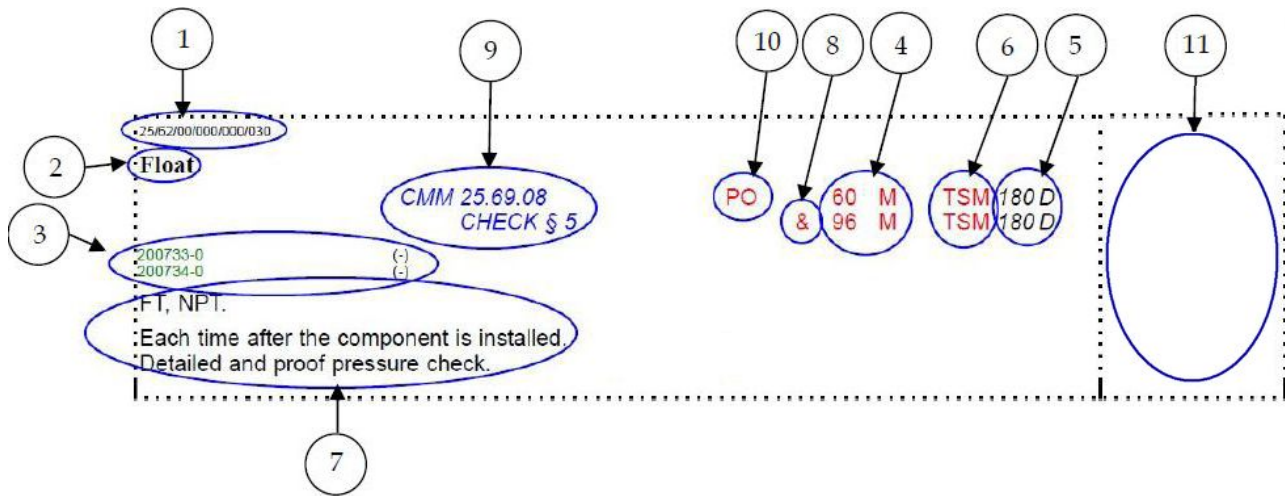 1 9 10 8 4 6 5 11
25/62/00/000/000/030
2 Float
CMM 25.69.08 PO 60 M TSM 180 D
CHECK § 5 & 96 M TSM 180 D
3
200733-0 (-)
200734-0 (-)
FT, NPT.
Each time after the component is installed.
Detailed and proof pressure check.
7